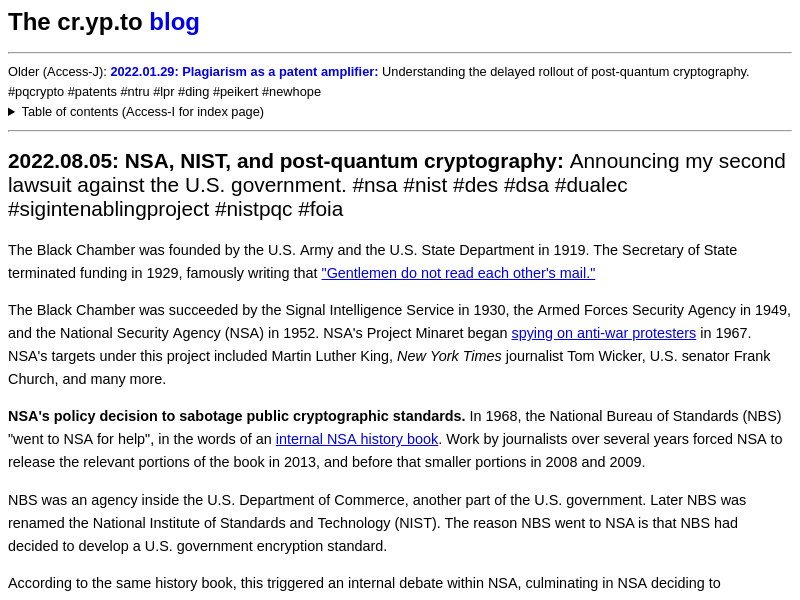 The cr.yp.to blog
Older (Access-J): 2022.01.29: Plagiarism as a patent amplifier: Understanding the delayed rollout of post-quantum cryptography.
#pqcrypto #patents #ntru #lpr #ding #peikert #newhope
▶ Table of contents (Access-I for index page)
2022.08.05: NSA, NIST, and post-quantum cryptography: Announcing my second
lawsuit against the U.S. government. #nsa #nist #des #dsa #dualec
#sigintenablingproject #nistpqc #foia
The Black Chamber was founded by the U.S. Army and the U.S. State Department in 1919. The Secretary of State
terminated funding in 1929, famously writing that "Gentlemen do not read each other's mail."
The Black Chamber was succeeded by the Signal Intelligence Service in 1930, the Armed Forces Security Agency in 1949,
and the National Security Agency (NSA) in 1952. NSA's Project Minaret began spying on anti-war protesters in 1967.
NSA's targets under this project included Martin Luther King, New York Times journalist Tom Wicker, U.S. senator Frank
Church, and many more.
NSA's policy decision to sabotage public cryptographic standards. In 1968, the National Bureau of Standards (NBS)
"went to NSA for help", in the words of an internal NSA history book. Work by journalists over several years forced NSA to
release the relevant portions of the book in 2013, and before that smaller portions in 2008 and 2009.
NBS was an agency inside the U.S. Department of Commerce, another part of the U.S. government. Later NBS was
renamed the National Institute of Standards and Technology (NIST). The reason NBS went to NSA is that NBS had
decided to develop a U.S. government encryption standard.
According to the same history book, this triggered an internal debate within NSA, culminating in NSA deciding to